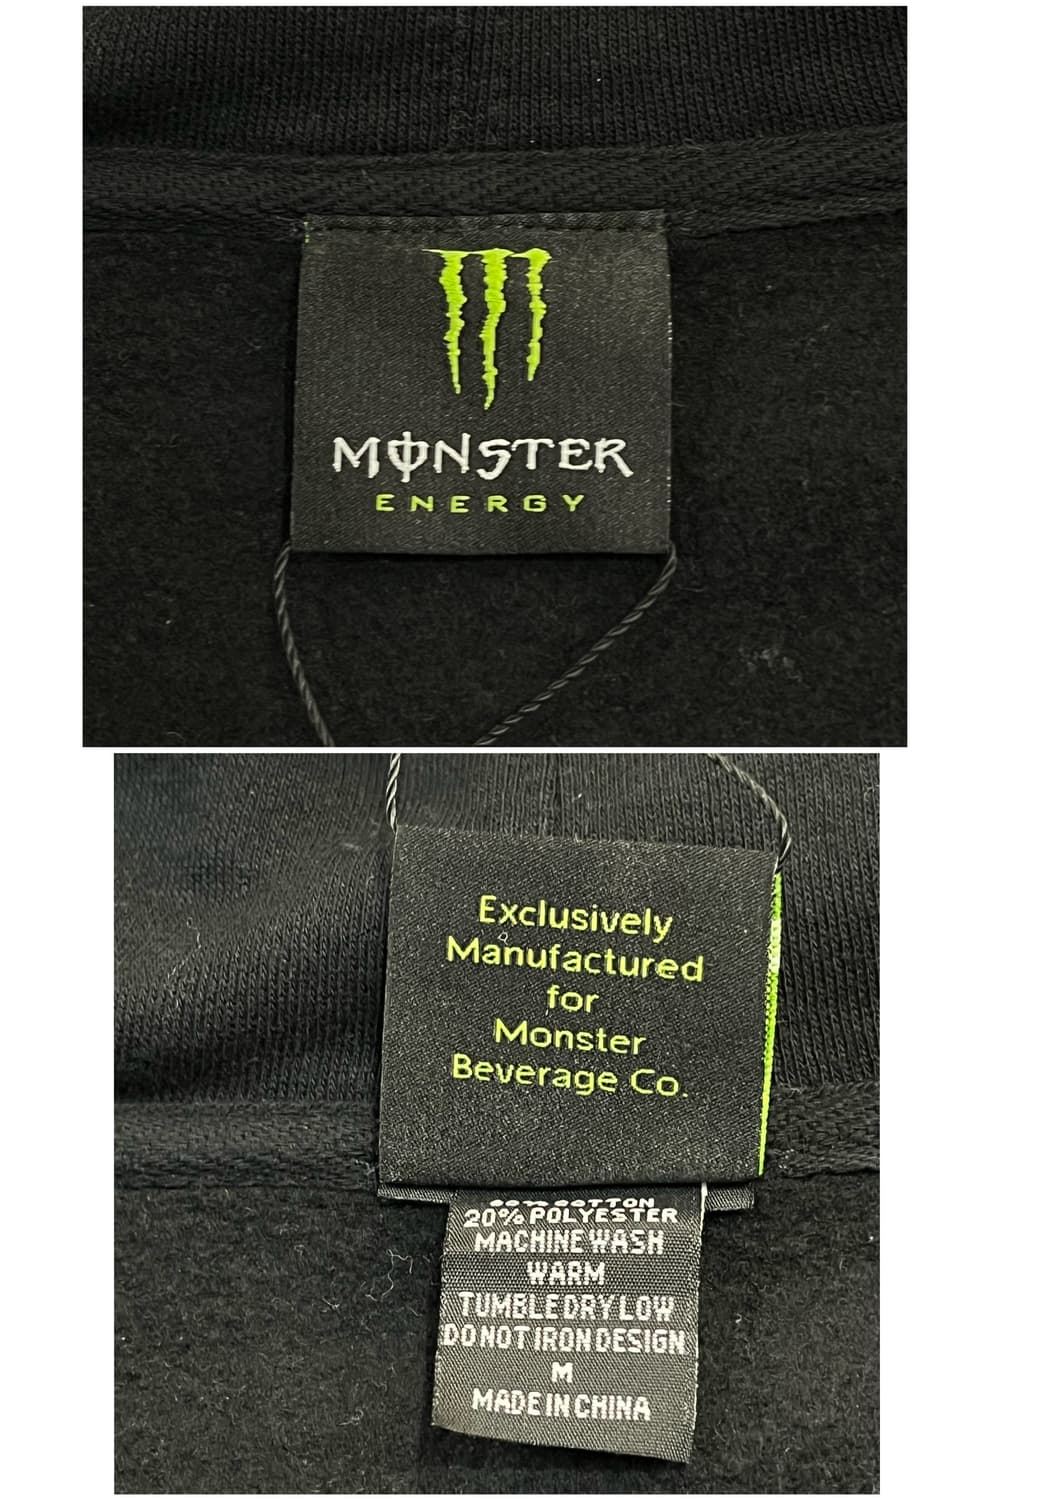 MONSTER
ENERGY
Exclusively
Manufactured
for
Monster
Beverage Co.
COTTON
20% POLYESTER
MACHINE WASH
WARM
TUMBLE DRY LOW
DO NOT IRON DESIGN
M
MADE IN CHINA